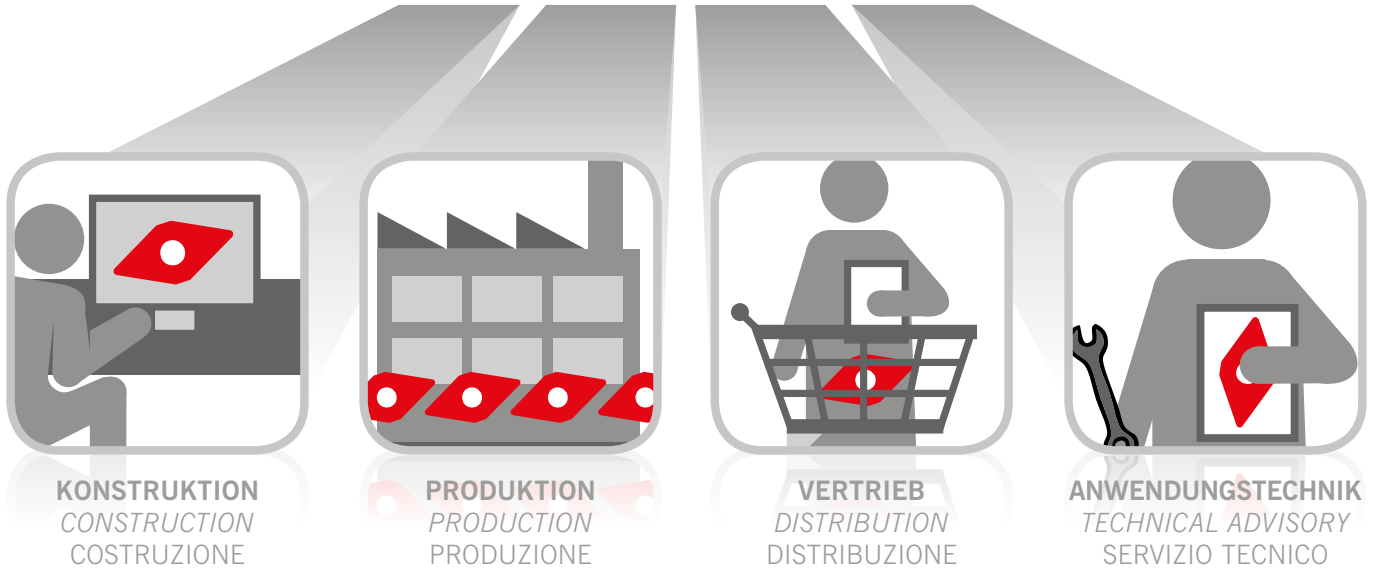 KONSTRUKTION
CONSTRUCTION
COSTRUZIONE
PRODUKTION
PRODUCTION
PRODUZIONE
VERTRIEB
DISTRIBUTION
DISTRIBUZIONE
ANWENDUNGSTECHNIK
TECHNICAL ADVISORY
SERVIZIO TECNICO